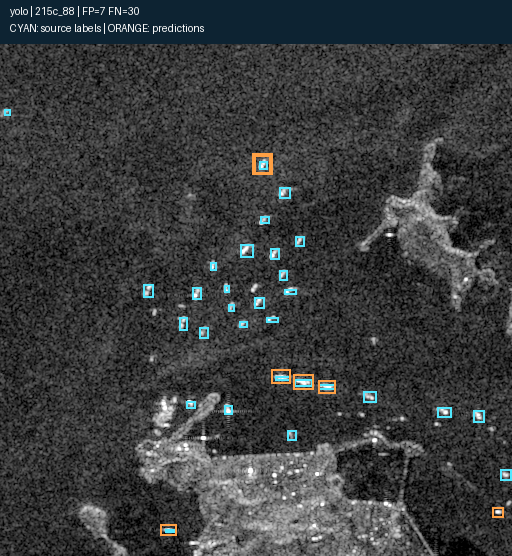 yolo | 215c_88 | FP=7 FN=30
CYAN: source labels | ORANGE: predictions